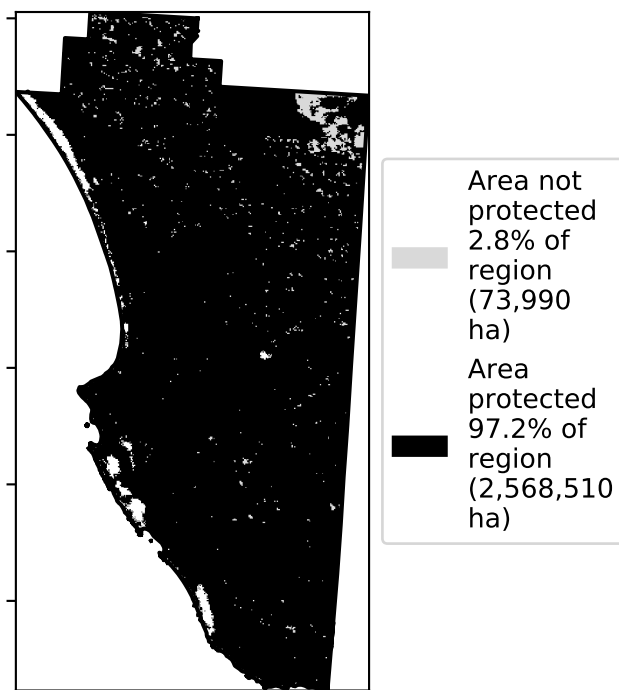 Area not
protected
2.8% of
region
(73,990
ha)
Area
protected
97.2% of
region
(2,568,510
ha)